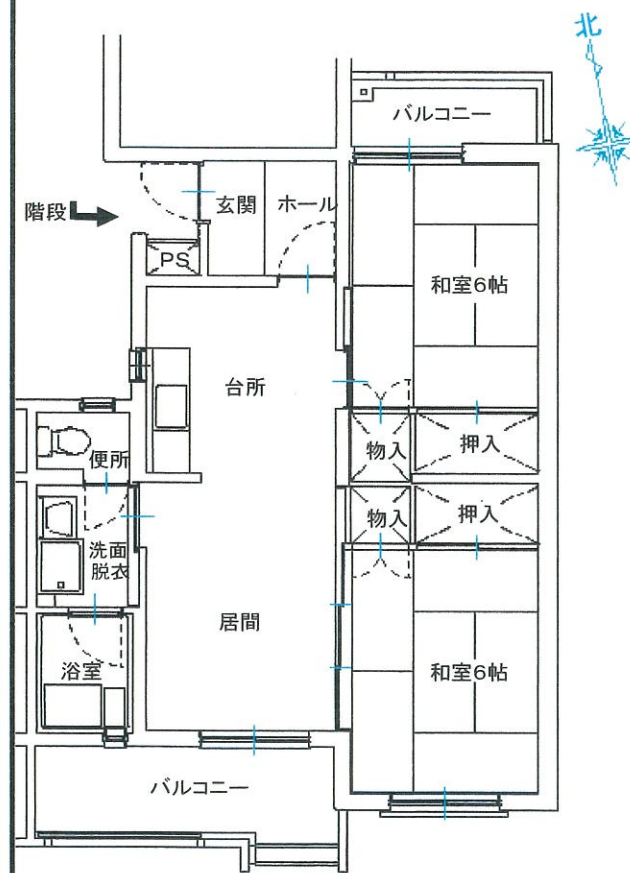 北
バルコニー
階段
玄関
ホール
PS
和室6帖
台所
便所
物入
押入
物入
押入
洗面
脱衣
居間
浴室
和室6帖
バルコニー